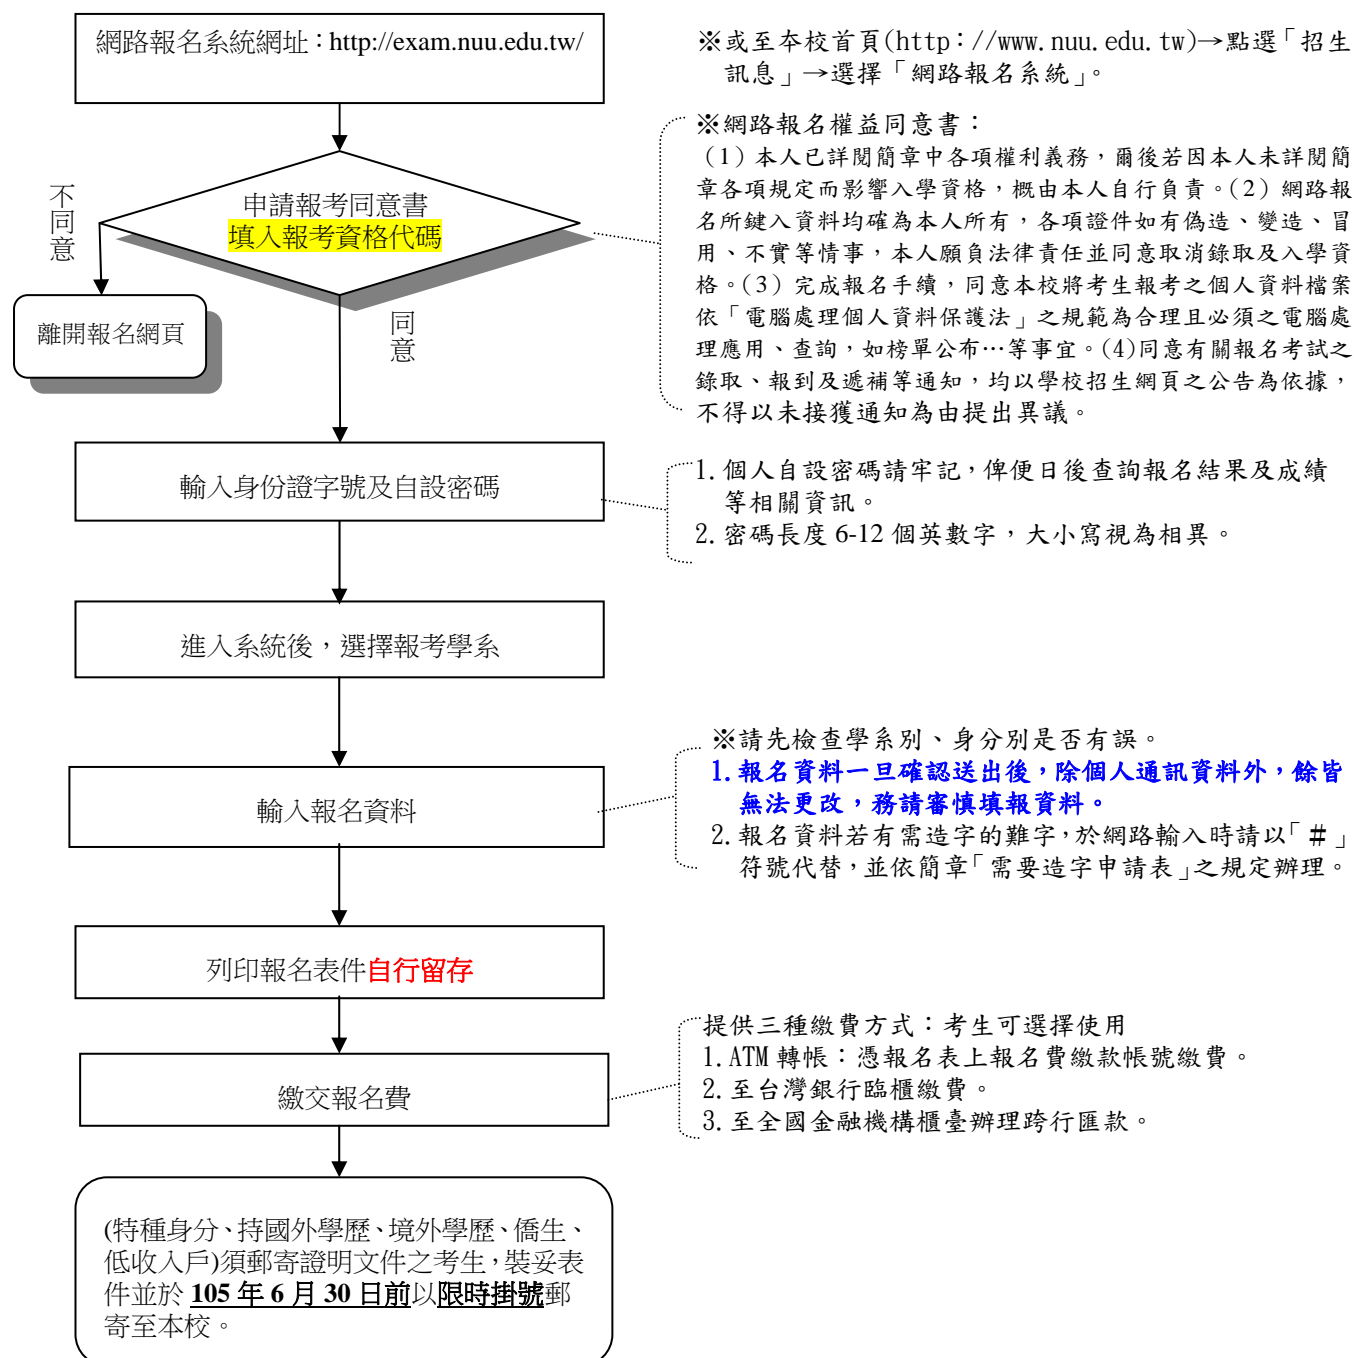 網路報名系統網址：http://exam.nuu.edu.tw/
※或至本校首頁(http：//www.nuu.edu.tw)→點選「招生
訊息」→選擇「網路報名系統」。
申請報考同意書
填入報考資格代碼
不同意
離開報名網頁
同意
※網路報名權益同意書：
（1）本人已詳閱簡章中各項權利義務，爾後若因本人未詳閱簡
章各項規定而影響入學資格，概由本人自行負責。（2）網路報
名所鍵入資料均確為本人所有，各項證件如有偽造、變造、冒
用、不實等情事，本人願負法律責任並同意取消錄取及入學資
格。（3）完成報名手續，同意本校將考生報考之個人資料檔案
依「電腦處理個人資料保護法」之規範為合理且必須之電腦處
理應用、查詢，如榜單公布…等事宜。(4)同意有關報名考試之
錄取、報到及遞補等通知，均以學校招生網頁之公告為依據，
不得以未接獲通知為由提出異議。
輸入身份證字號及自設密碼
1.個人自設密碼請牢記，俾便日後查詢報名結果及成績
等相關資訊。
2.密碼長度 6-12 個英數字，大小寫視為相異。
進入系統後，選擇報考學系
輸入報名資料
※請先檢查學系別、身分別是否有誤。
1.報名資料一旦確認送出後，除個人通訊資料外，餘皆
無法更改，務請審慎填報資料。
2.報名資料若有需造字的難字，於網路輸入時請以「＃」
符號代替，並依簡章「需要造字申請表」之規定辦理。
列印報名表件自行留存
繳交報名費
提供三種繳費方式：考生可選擇使用
1.ATM 轉帳：憑報名表上報名費繳款帳號繳費。
2.至台灣銀行臨櫃繳費。
3.至全國金融機構櫃臺辦理跨行匯款。
(特種身分、持國外學歷、境外學歷、僑生、
低收入戶)須郵寄證明文件之考生，裝妥表
件並於 105 年 6 月 30 日前以限時掛號郵
寄至本校。